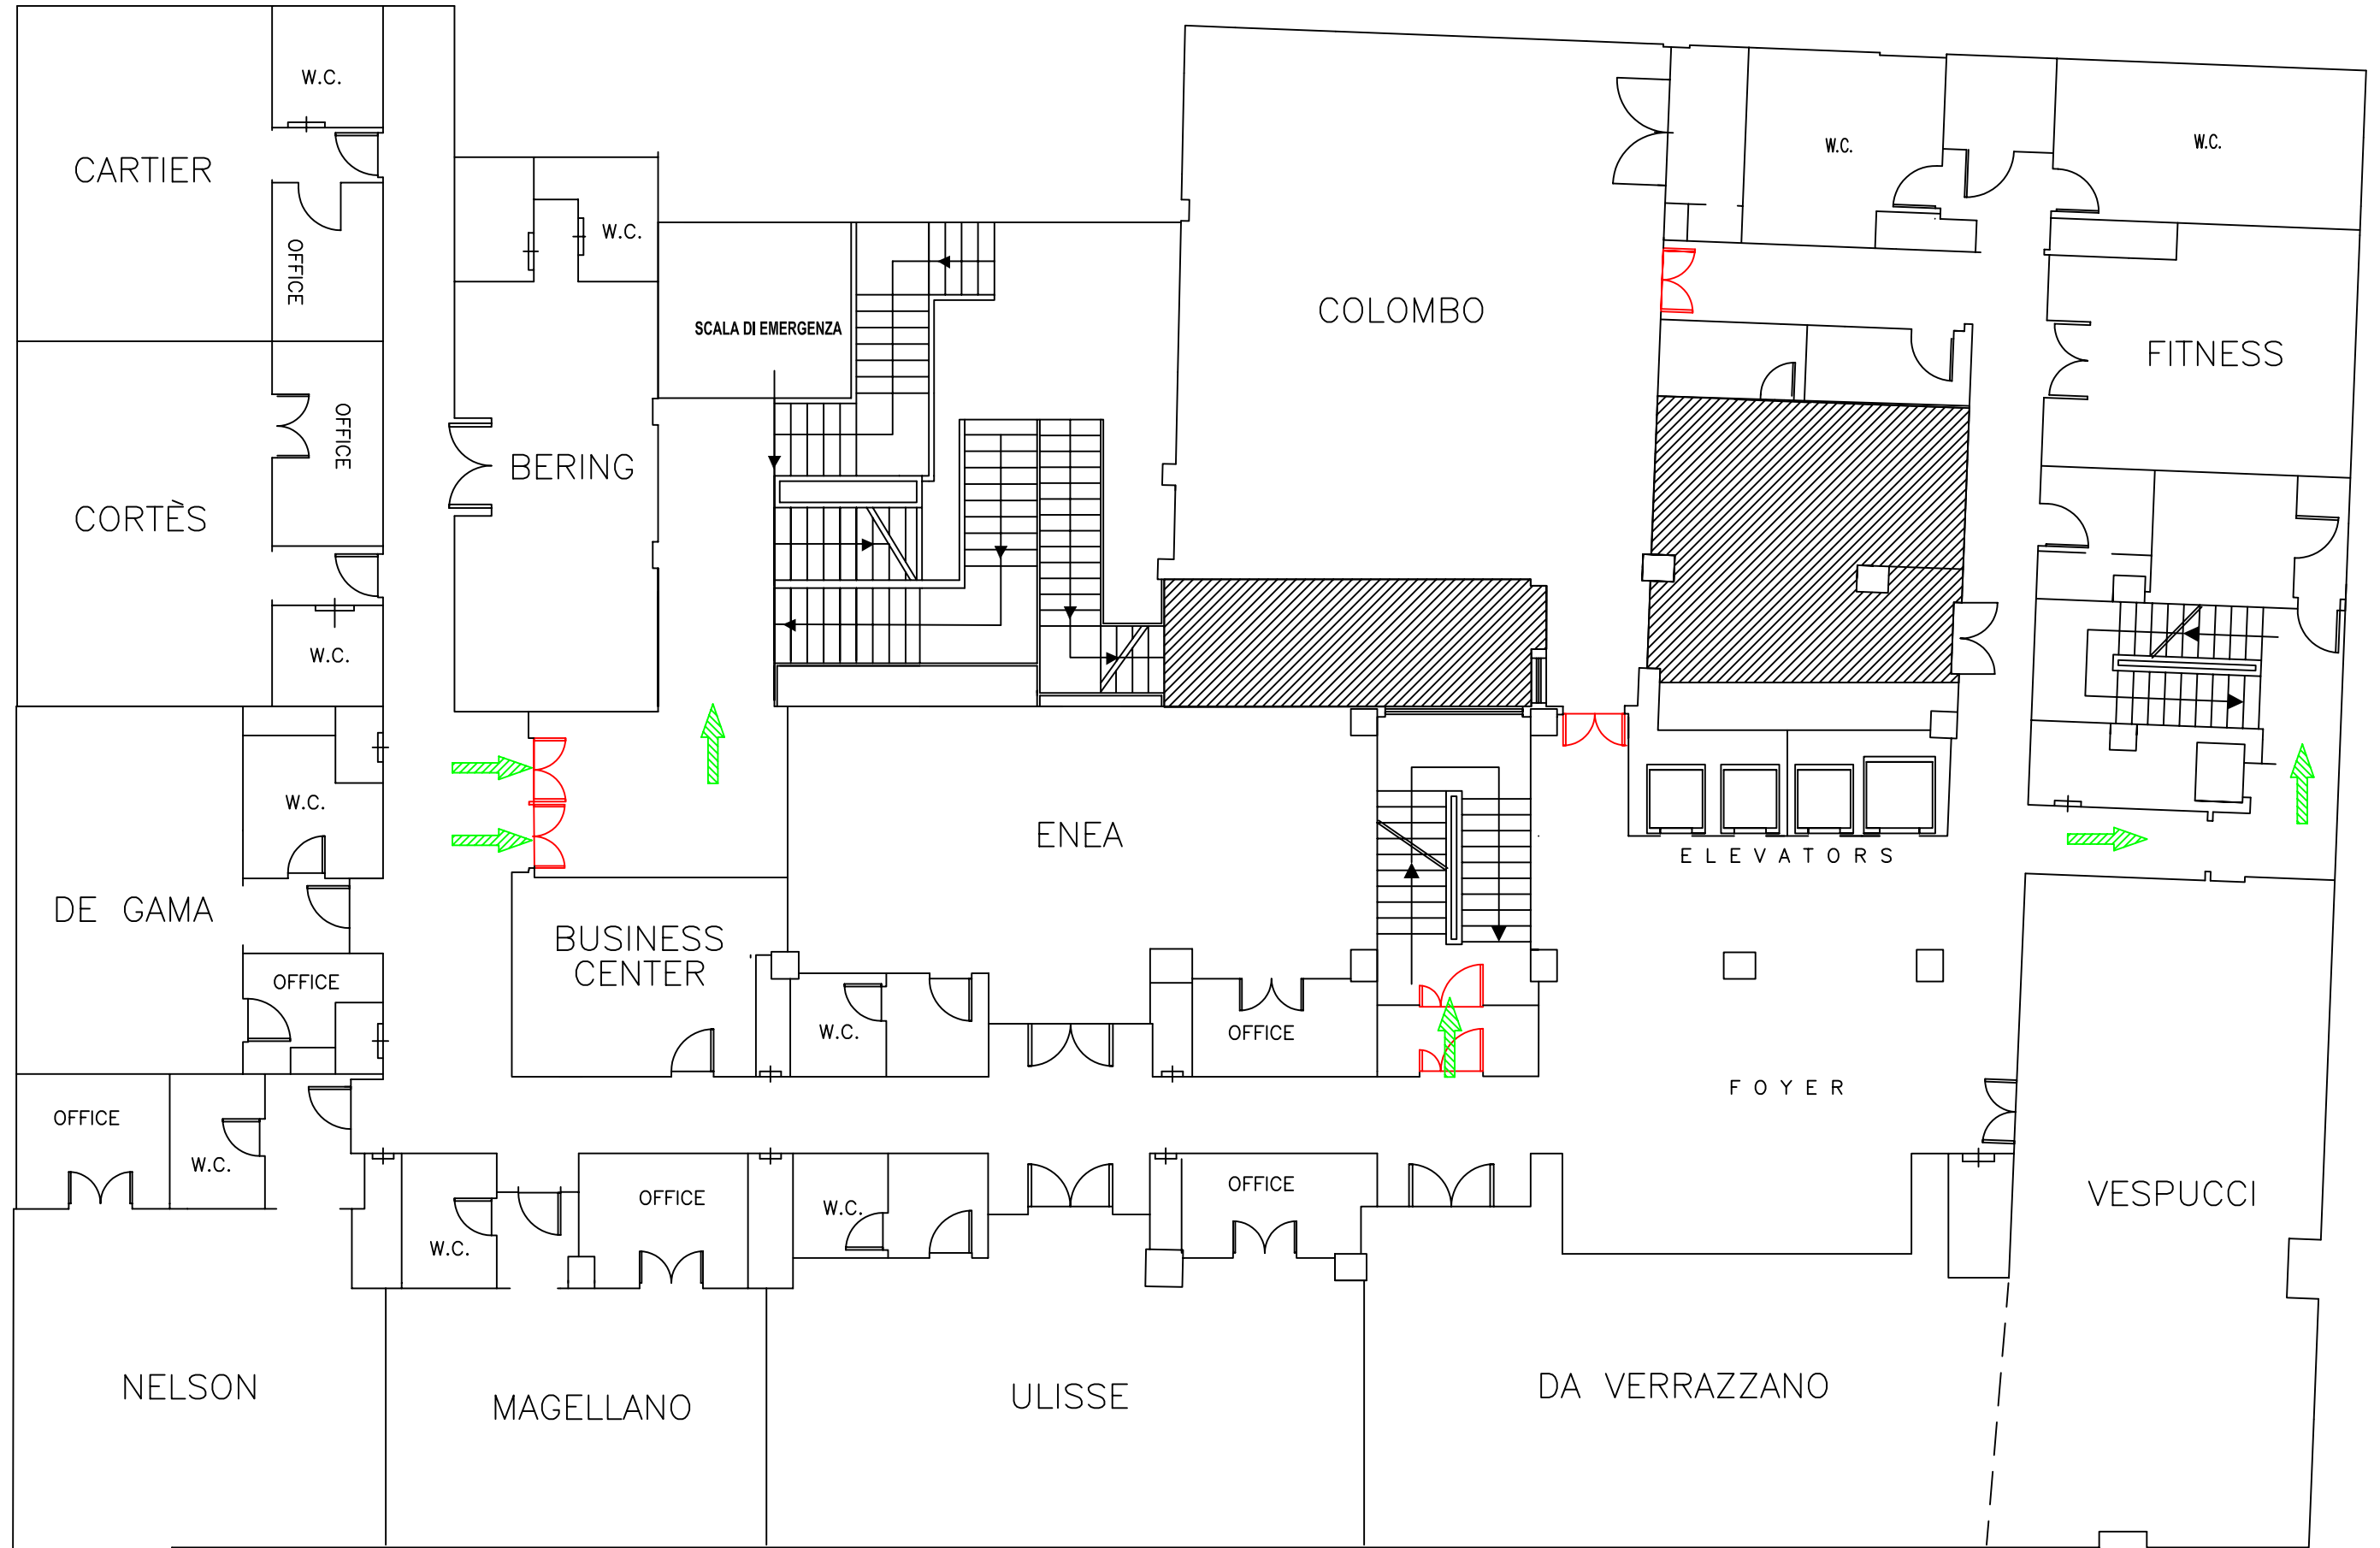 W.C.
W.C.
W.C.
CARTIER
W.C.
OFFICE
COLOMBO
SCALA DI EMERGENZA
FITNESS
OFFICE
BERING
CORTÈS
W.C.
W.C.
ENEA
ELEVATORS
DE GAMA
BUSINESS
CENTER
OFFICE
W.C.
OFFICE
FOYER
OFFICE
W.C.
OFFICE
OFFICE
W.C.
VESPUCCI
W.C.
NELSON
MAGELLANO
ULISSE
DA VERRAZZANO